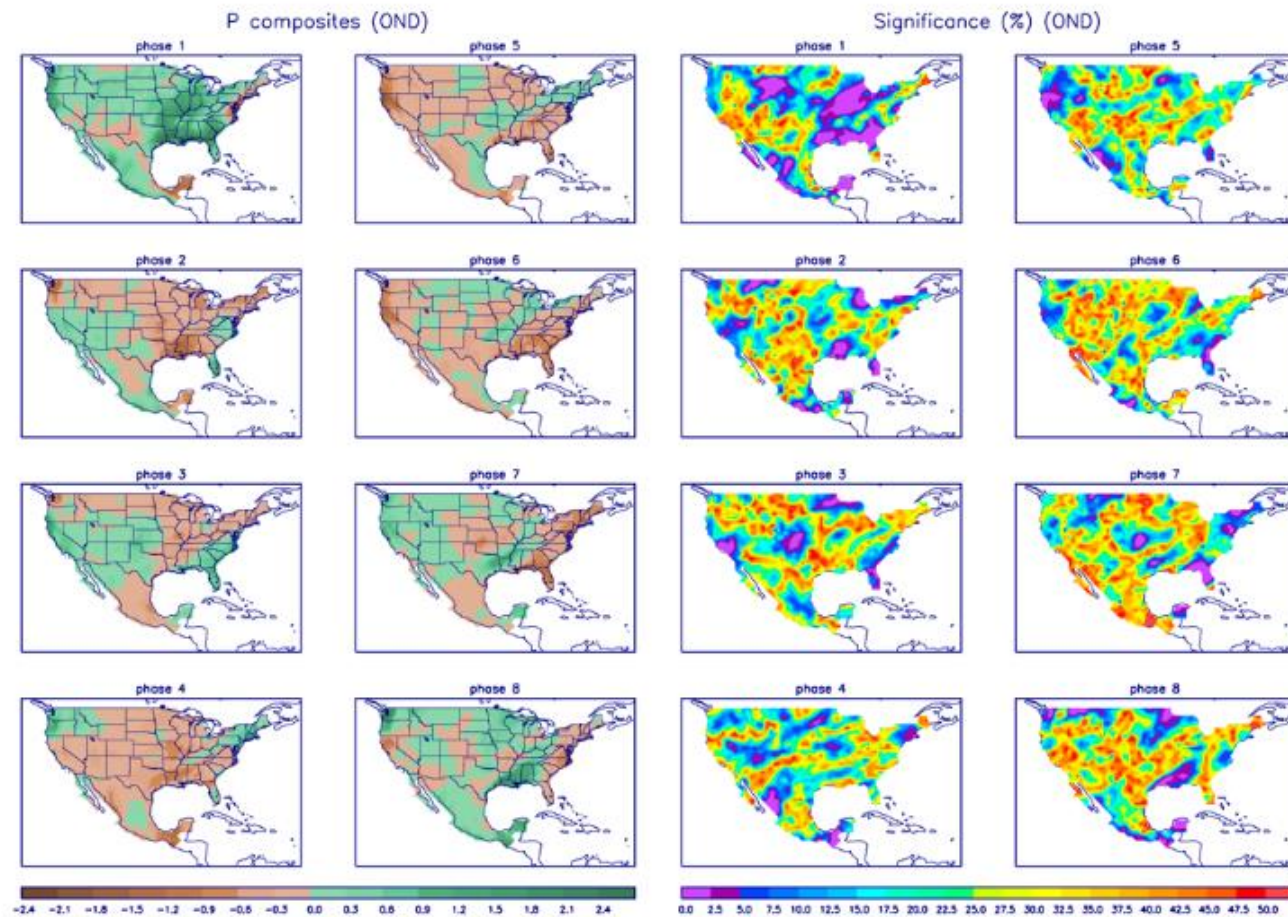 P composites (OND) Significance (%) (OND)
phase 1 phase 5 phase 1 phase 5
phase 2 phase 6 phase 2 phase 6
phase 3 phase 7 phase 3 phase 7
phase 4 phase 8 phase 4 phase 8
-2.4 -2.1 -1.8 -1.5 -1.2 -0.9 -0.6 -0.3 0.0 0.3 0.6 0.9 1.2 1.5 1.8 2.1 2.4
0.0 2.5 5.0 7.5 10.0 12.5 15.0 17.5 20.0 22.5 25.0 27.5 30.0 32.5 35.0 37.5 40.0 42.5 45.0 47.5 50.0